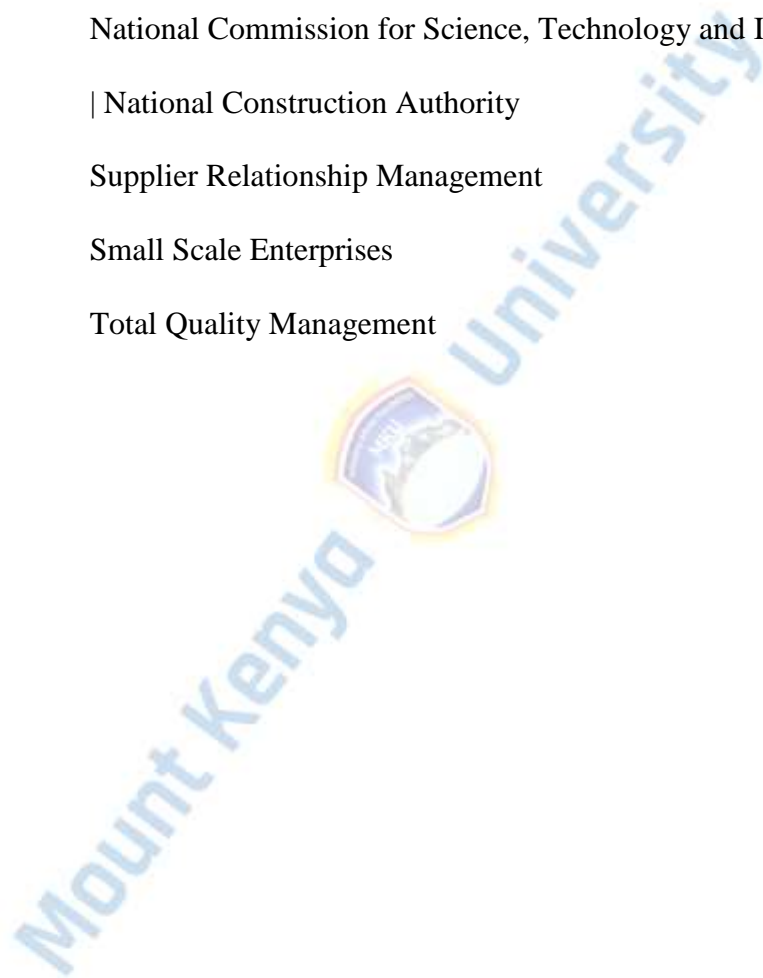 National Commission for Science, Technology and I
| National Construction Authority
Supplier Relationship Management
Small Scale Enterprises
Total Quality Management
Mount Kenya University
MKU